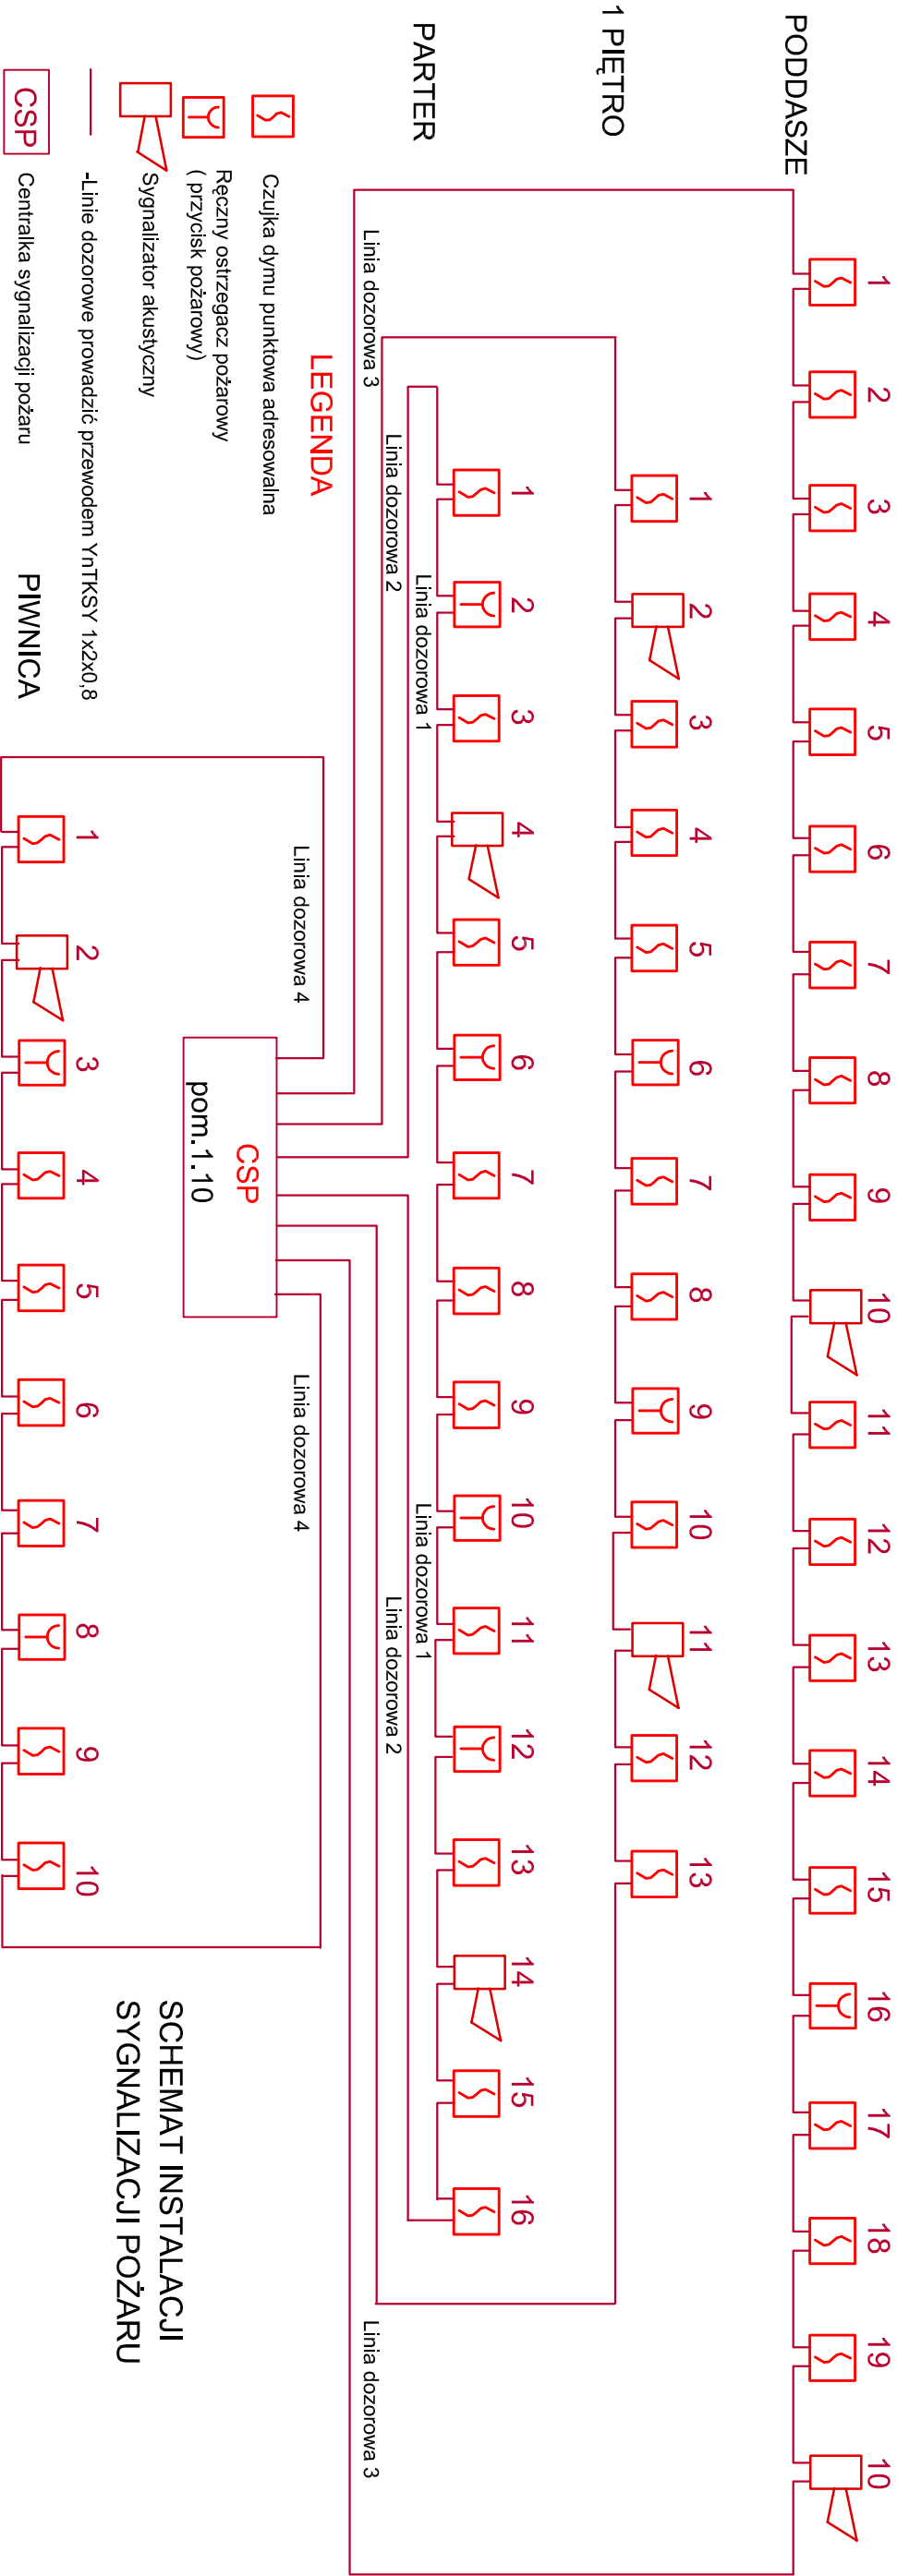 PODDASZE
1 2 3 4 5 6 7 8 9 10 11 12 13 14 15 16 17 18 19 10
1 PIĘTRO
1 2 3 4 5 6 7 8 9 10 11 12 13
PARTER
1 2 3 4 5 6 7 8 9 10 11 12 13 14 15 16
Linia dozorowa 1
Linia dozorowa 1
Linia dozorowa 2
Linia dozorowa 2
Linia dozorowa 3
Linia dozorowa 3
LEGENDA
Czujka dymu punktowa adresowalna
Ręczny ostrzegacz pożarowy
( przycisk pożarowy)
Sygnalizator akustyczny
-Linie dozorowe prowadzić przewodem YnTKSY 1x2x0,8
CSP
Centralka sygnalizacji pożaru
Linia dozorowa 4
Linia dozorowa 4
CSP
pom.1.10
PIWNICA
1 2 3 4 5 6 7 8 9 10
SCHEMAT INSTALACJI
SYGNALIZACJI POŻARU